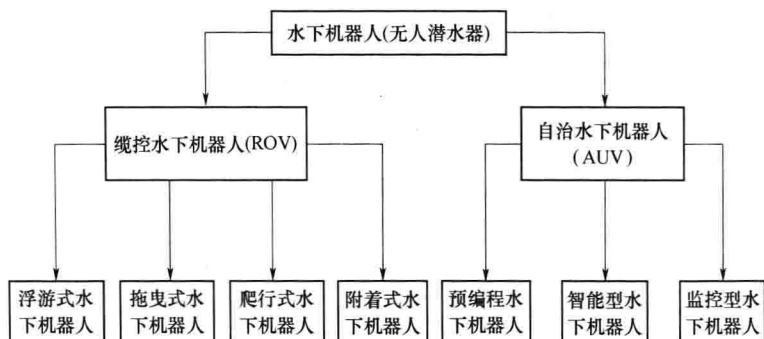 水下机器人(无人潜水器)
缆控水下机器人(ROV)
自治水下机器人
(AUV)
浮游式水
下机器人
拖曳式水
下机器人
爬行式水
下机器人
附着式水
下机器人
预编程水
下机器人
智能型水
下机器人
监控型水
下机器人